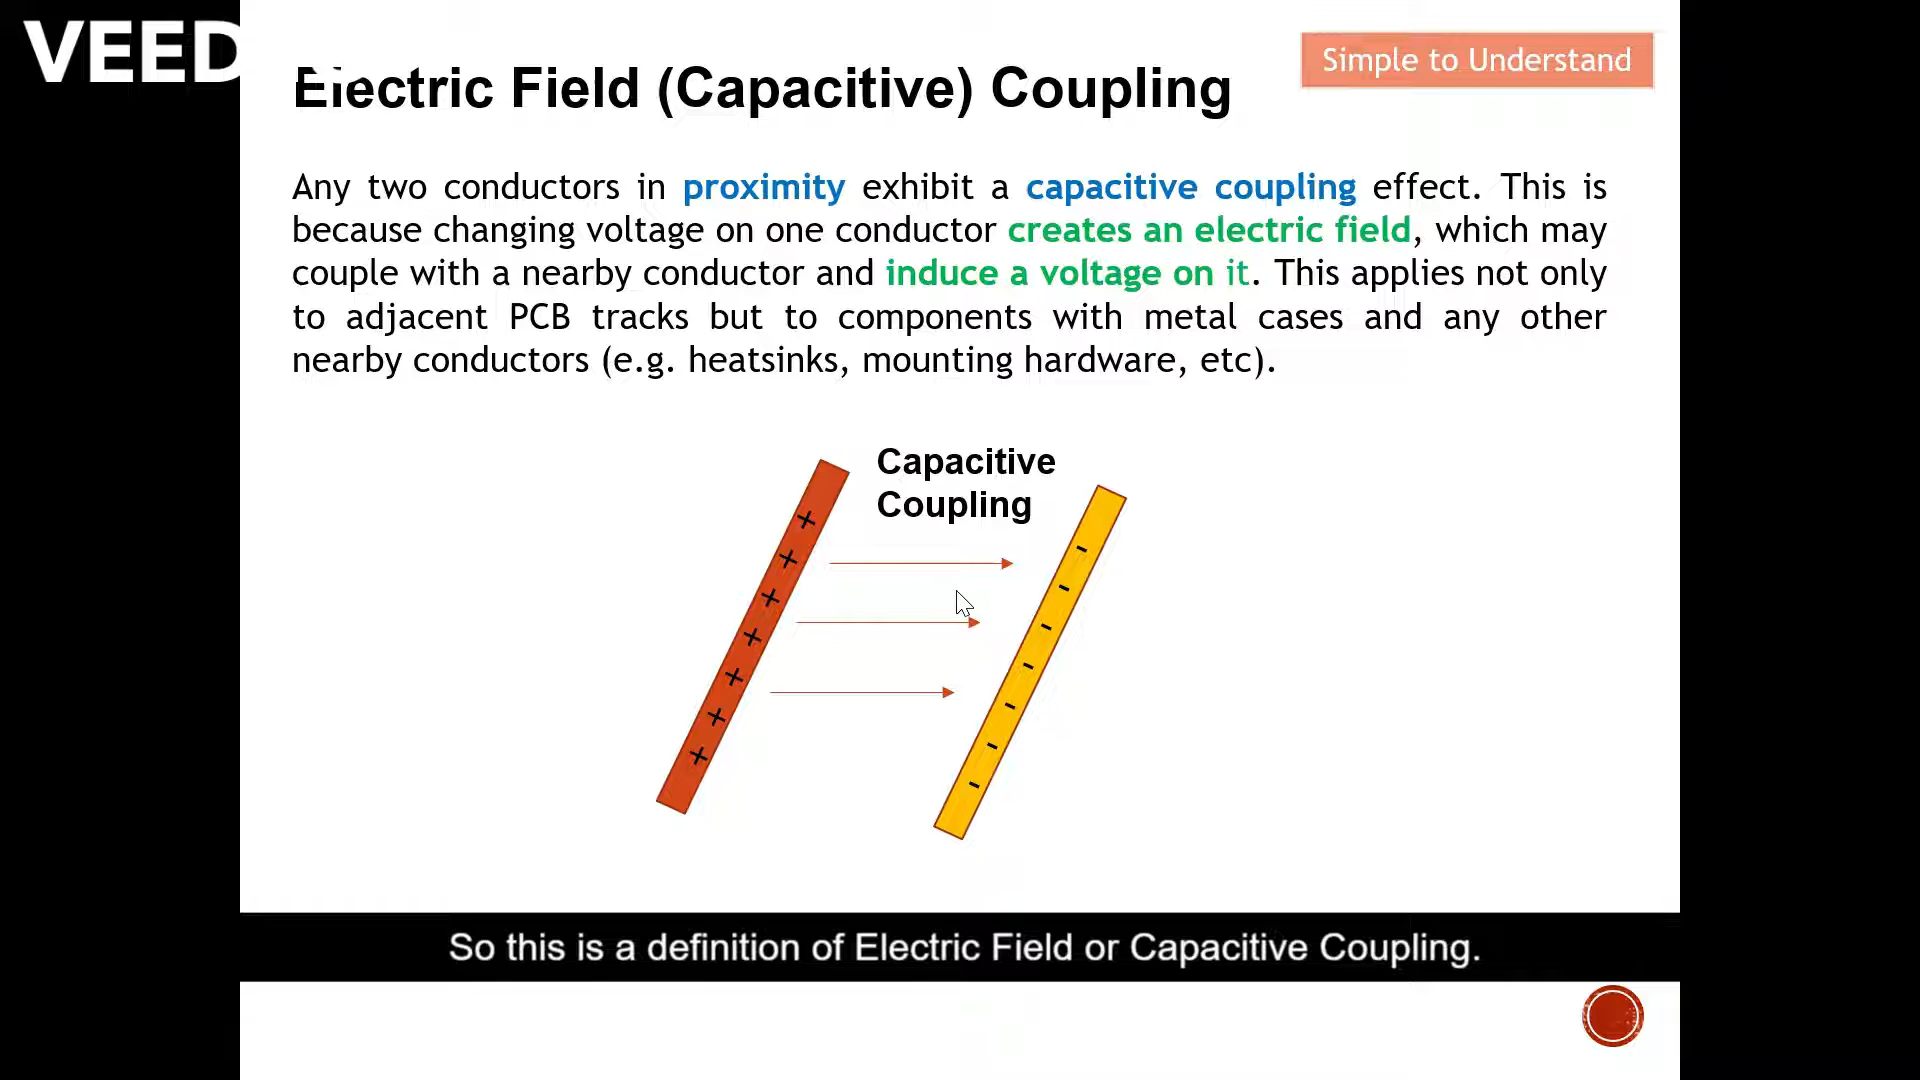 VEED
Simple to Understand
Electric Field (Capacitive) Coupling
Any two conductors in proximity exhibit a capacitive coupling effect. This is
because changing voltage on one conductor creates an electric field, which may
couple with a nearby conductor and induce a voltage on it. This applies not only
to adjacent PCB tracks but to components with metal cases and any other
nearby conductors (e.g. heatsinks, mounting hardware, etc).
Capacitive
Coupling
+ + + + + + +
- - - - - - -
So this is a definition of Electric Field or Capacitive Coupling.